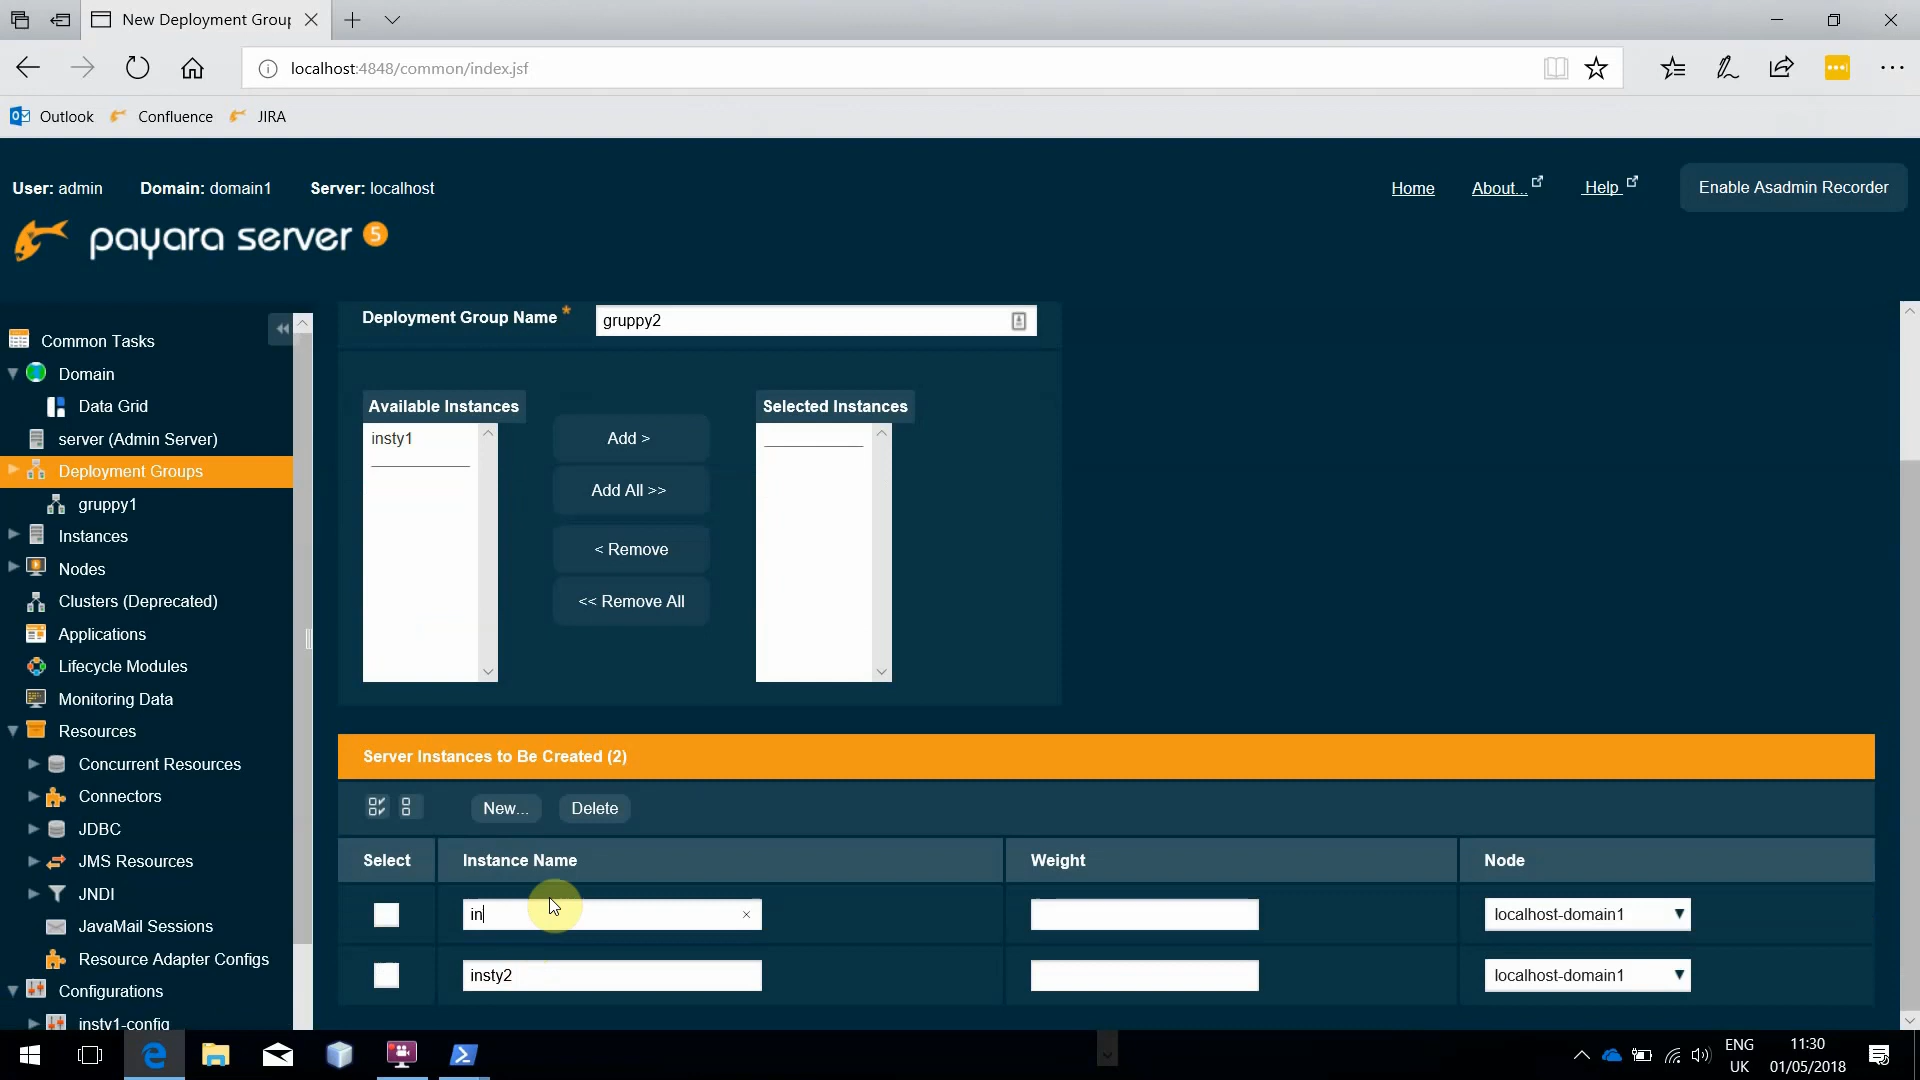 New Deployment Group
localhost:4848/common/index.jsf
Outlook Confluence JIRA
User: admin Domain: domain1 Server: localhost
Home About... Help Enable Asadmin Recorder
payara server 5
Common Tasks
Domain
Data Grid
server (Admin Server)
Deployment Groups
gruppy1
Instances
Nodes
Clusters (Deprecated)
Applications
Lifecycle Modules
Monitoring Data
Resources
Concurrent Resources
Connectors
JDBC
JMS Resources
JNDI
JavaMail Sessions
Resource Adapter Configs
Configurations
insty1-config
Deployment Group Name * gruppy2
Available Instances Selected Instances
insty1
Add >
Add All >>
< Remove
<< Remove All
Server Instances to Be Created (2)
New... Delete
Select Instance Name Weight Node
in localhost-domain1
insty2 localhost-domain1
ENG 11:30
UK 01/05/2018